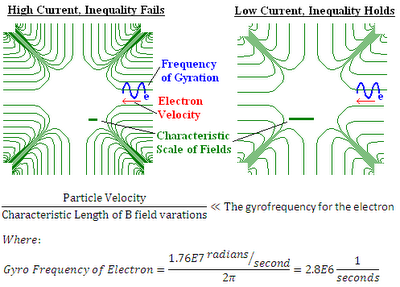 High Current, Inequality Fails
Low Current, Inequality Holds
Frequency
of Gyration
e
e
Electron
Velocity
Characteristic
Scale of Fields
Particle Velocity
Characteristic Length of B field varations ≪ The gyrofrequency for the electron
Where:
Gyro Frequency of Electron = 1.76E7 radians/second / 2π = 2.8E6 1/seconds